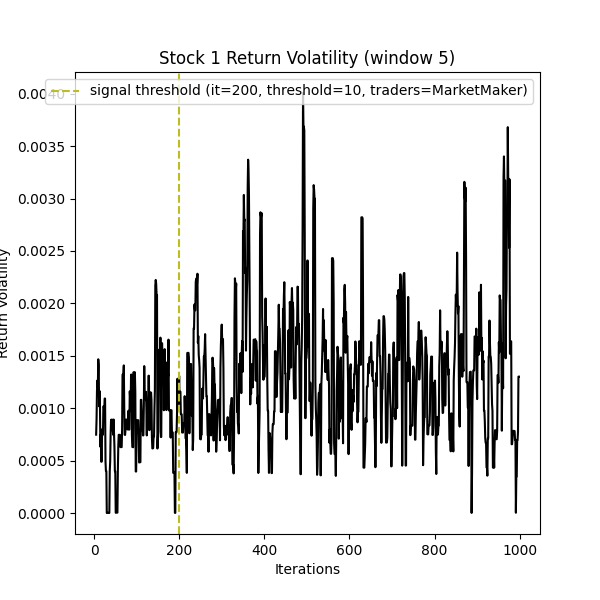 Stock 1 Return Volatility (window 5)
signal threshold (it=200, threshold=10, traders=MarketMaker)
0.0040
0.0035
0.0030
0.0025
0.0020
0.0015
0.0010
0.0005
0.0000
Return Volatility
0 200 400 600 800 1000
Iterations